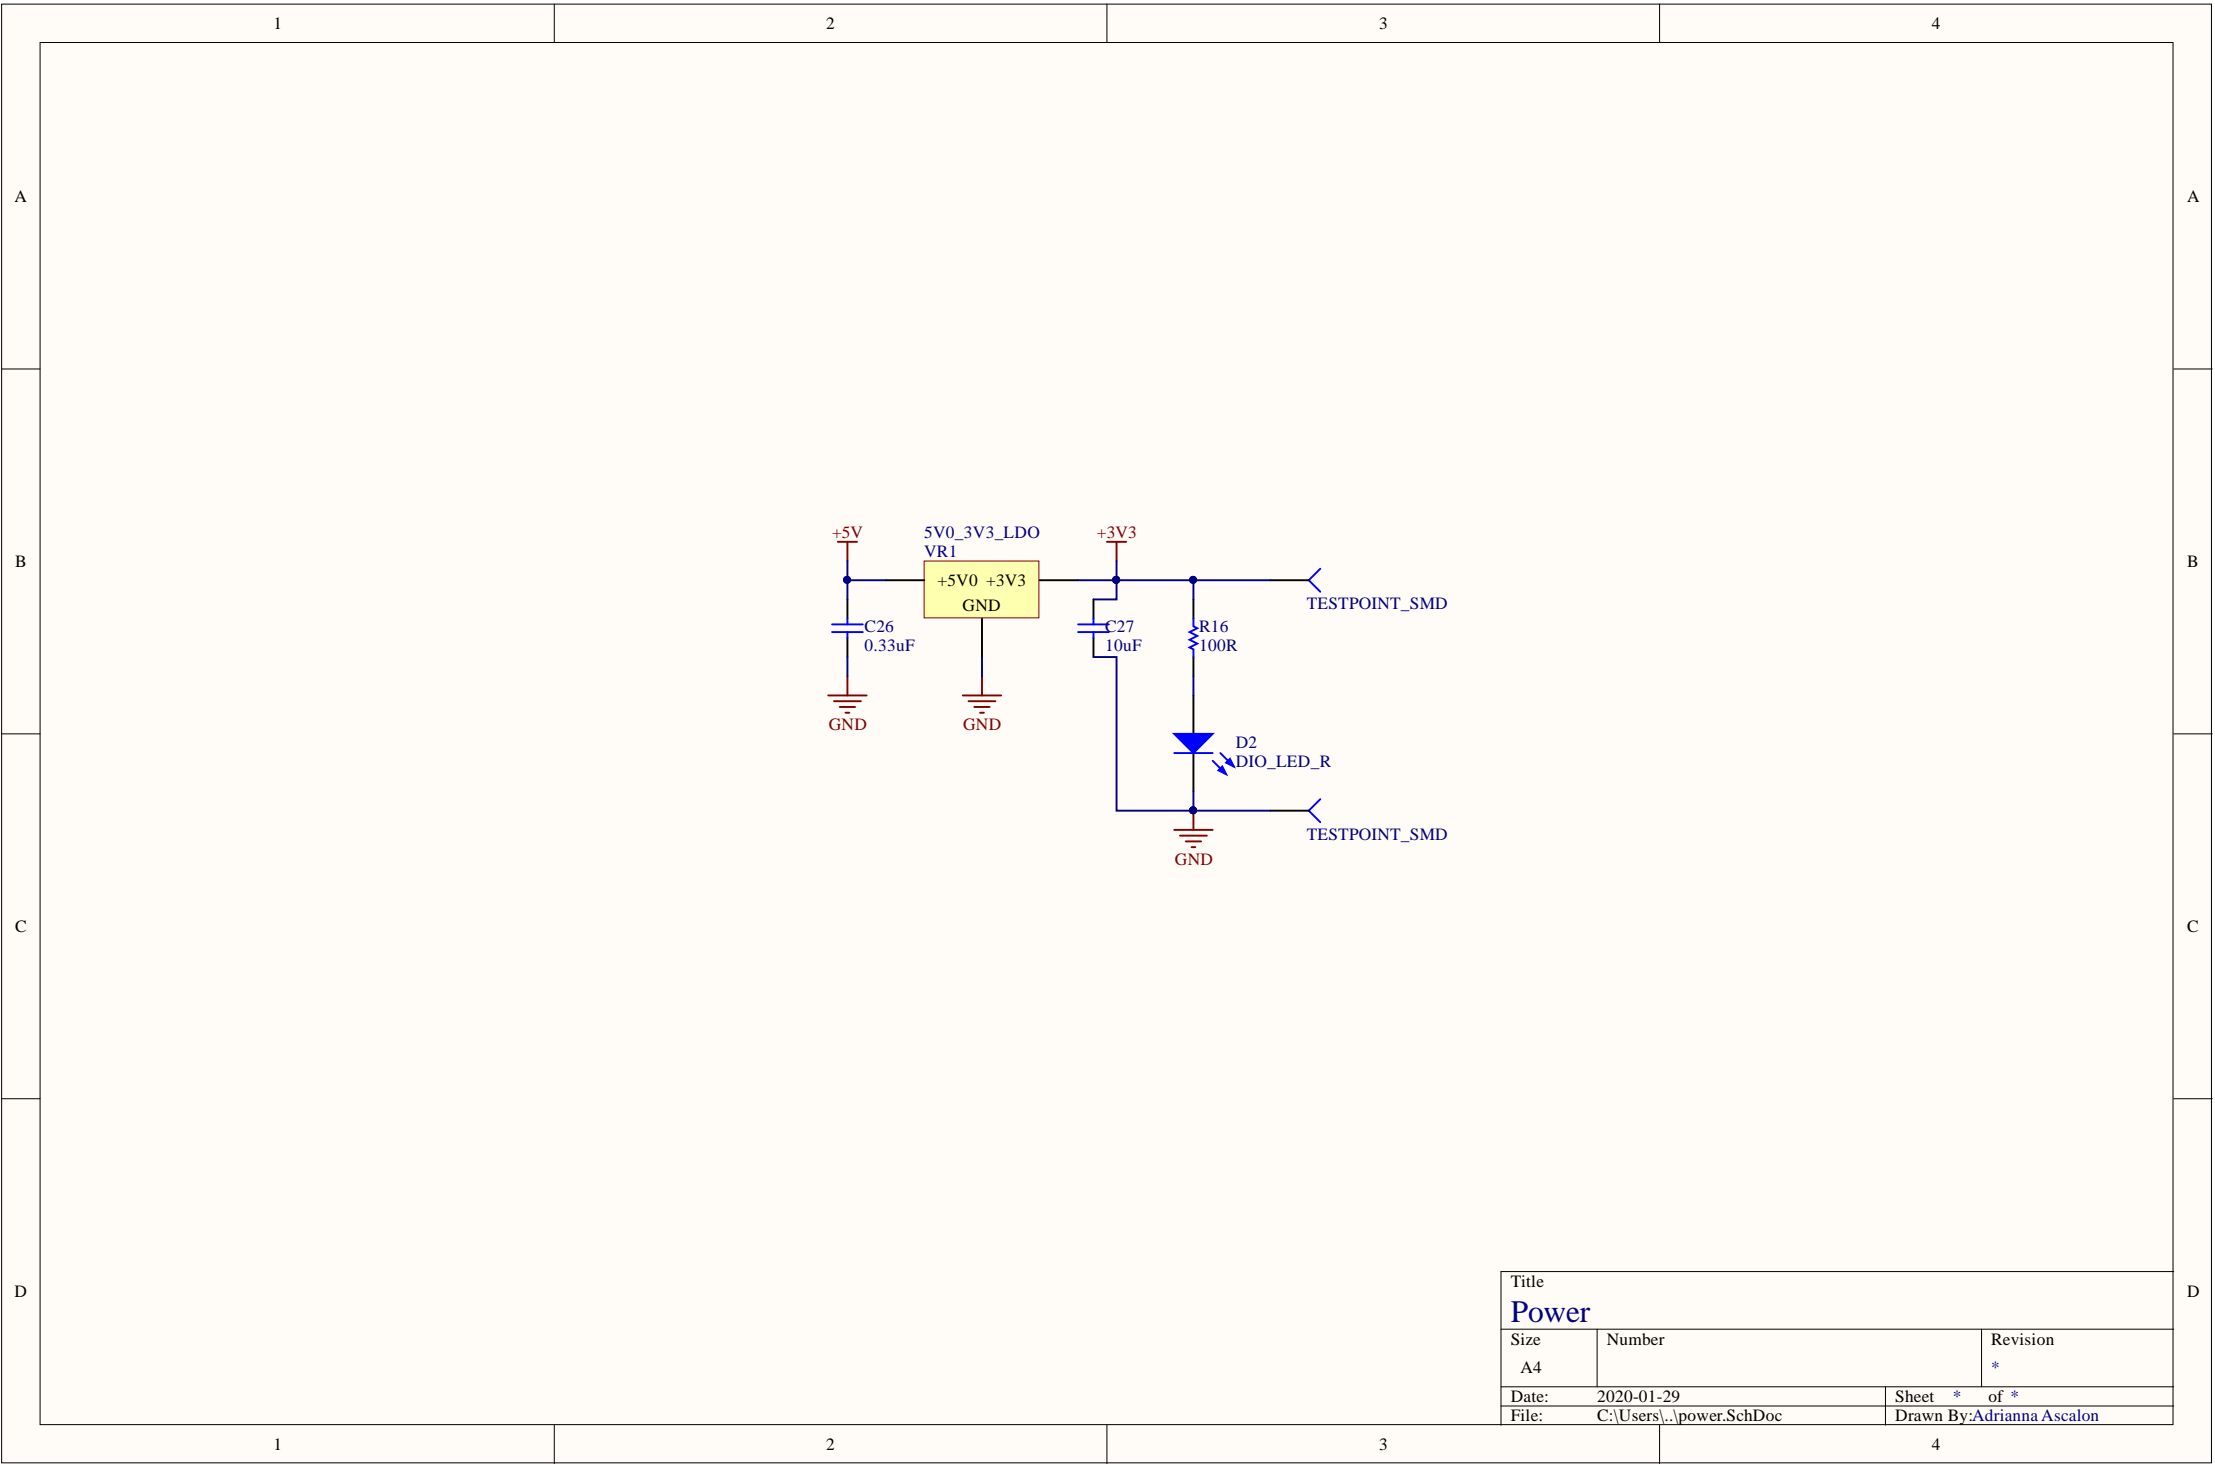 1 2 3 4
A A
+5V 5V0_3V3_LDO +3V3
VR1
B B
+5V0 +3V3
GND
TESTPOINT_SMD
C26 C27 R16
0.33uF 10uF 100R
GND GND
D2
DIO_LED_R
TESTPOINT_SMD
GND
C C
D D
Title
Power
Size Number Revision
A4 *
Date: 2020-01-29 Sheet * of *
File: C:\Users\..\power.SchDoc Drawn By:Adrianna Ascalon
1 2 3 4